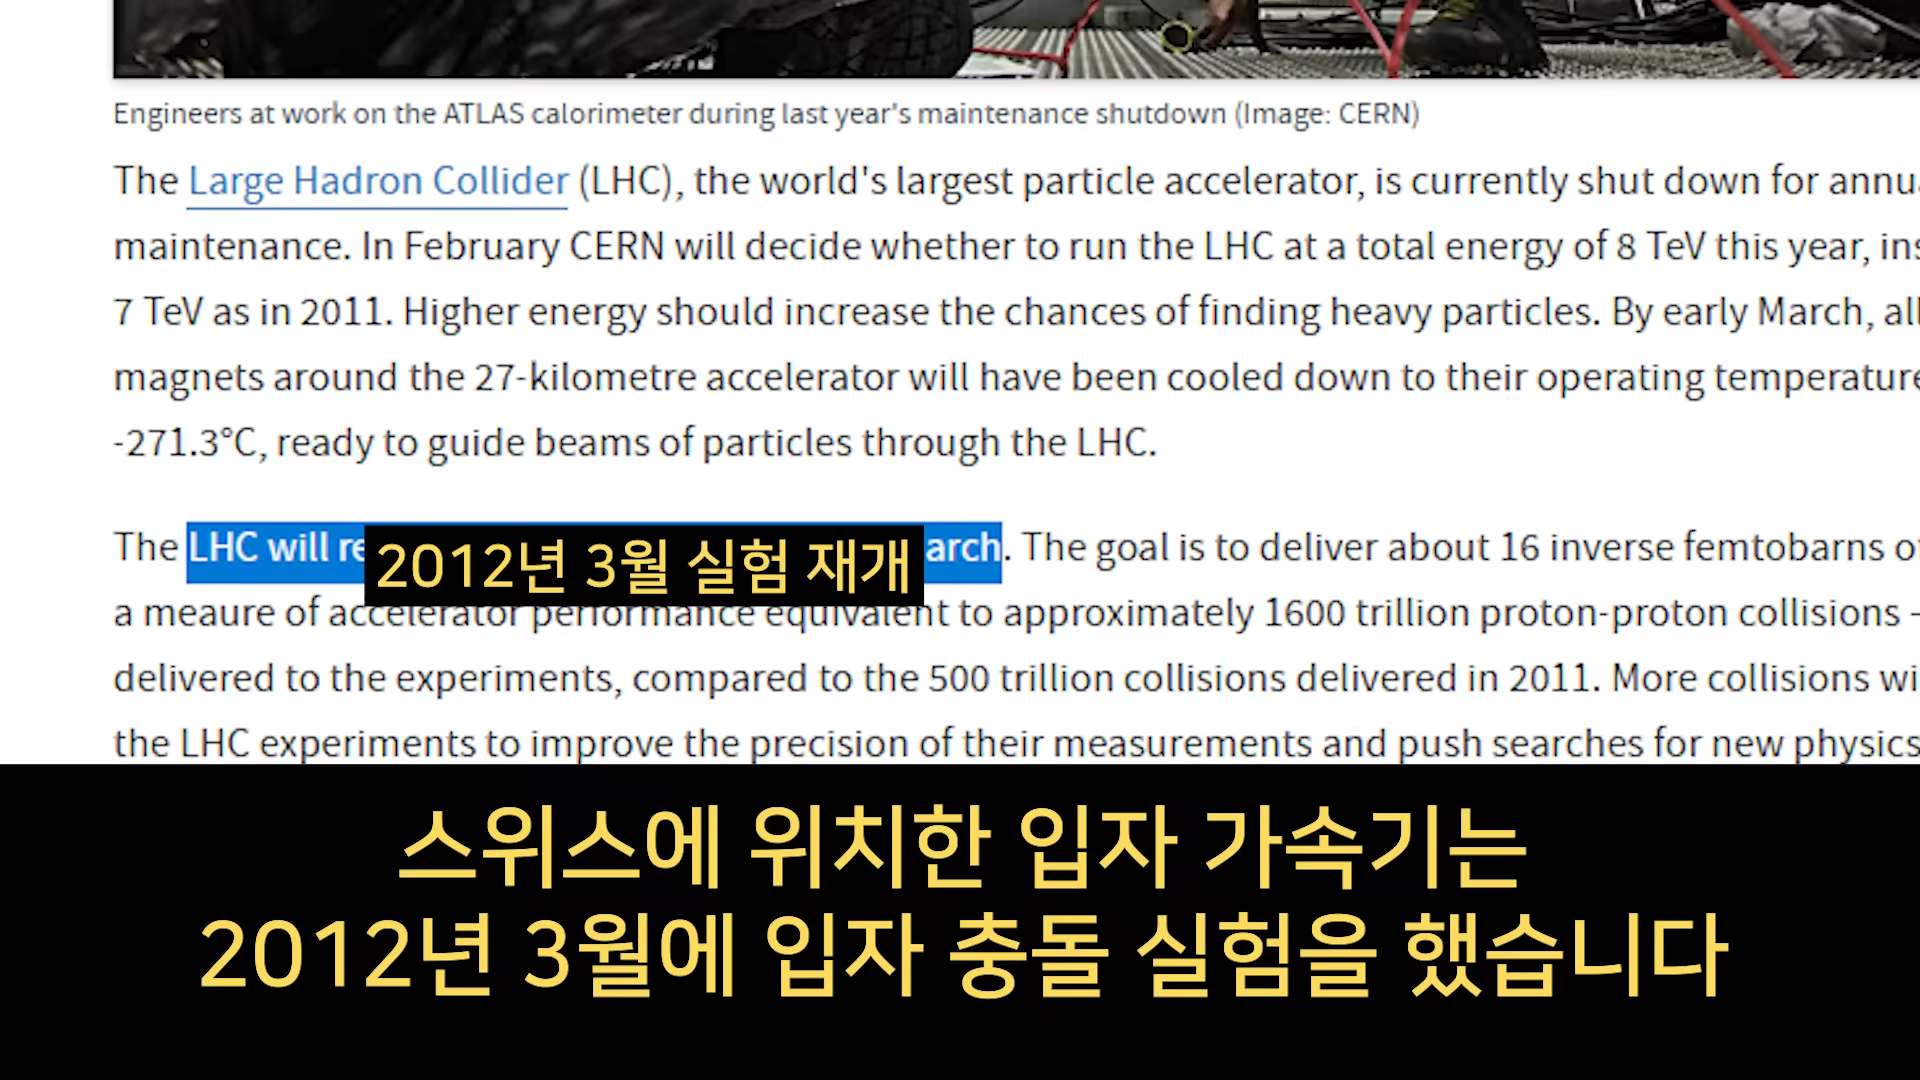 Engineers at work on the ATLAS calorimeter during last year's maintenance shutdown (Image: CERN)
The Large Hadron Collider (LHC), the world's largest particle accelerator, is currently shut down for
maintenance. In February CERN will decide whether to run the LHC at a total energy of 8 TeV this year,
7 TeV as in 2011. Higher energy should increase the chances of finding heavy particles. By early March,
magnets around the 27-kilometre accelerator will have been cooled down to their operating temperature
-271.3°C, ready to guide beams of particles through the LHC.
The LHC will . The goal is to deliver about 16 inverse femtobarns
2012년 3월 실험 재개
a meaure of accelerator performance equivalent to approximately 1600 trillion proton-proton collisions -
delivered to the experiments, compared to the 500 trillion collisions delivered in 2011. More collisions
the LHC experiments to improve the precision of their measurements and push searches for new physics
스위스에 위치한 입자 가속기는
2012년 3월에 입자 충돌 실험을 했습니다